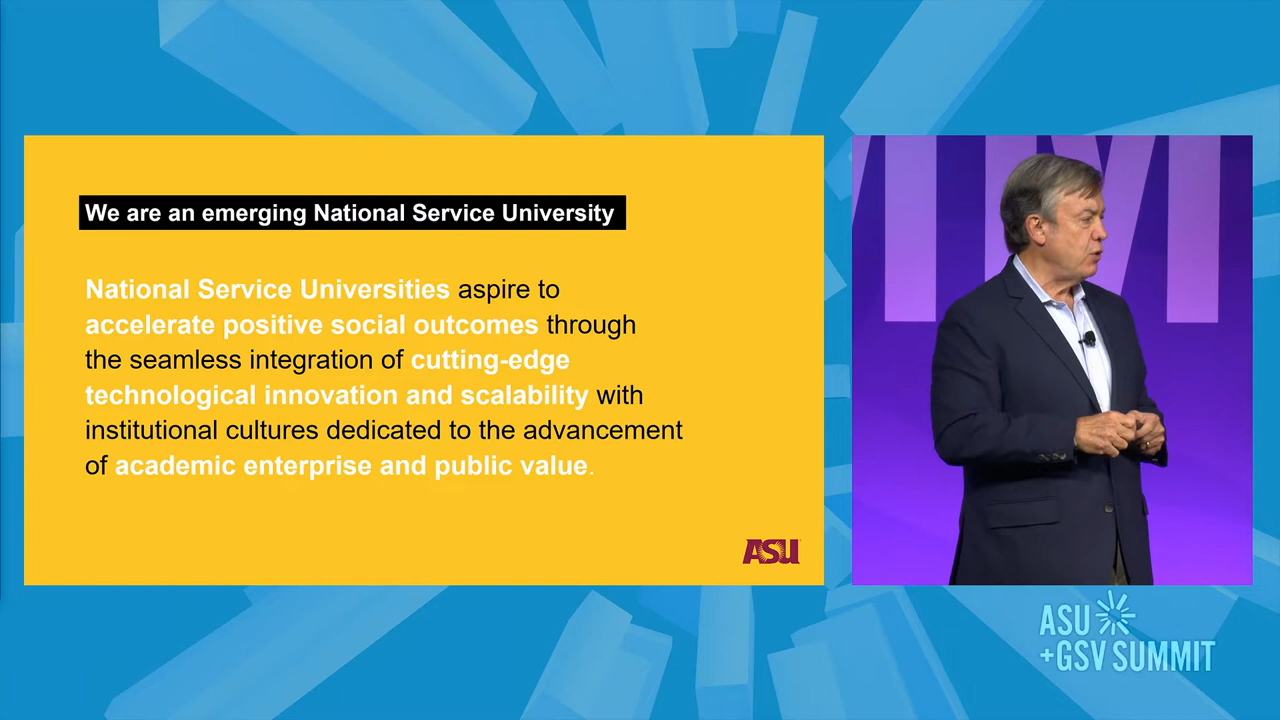 We are an emerging National Service University
National Service Universities aspire to
accelerate positive social outcomes through
the seamless integration of cutting-edge
technological innovation and scalability with
institutional cultures dedicated to the advancement
of academic enterprise and public value.
ASU
ASU
+GSV SUMMIT